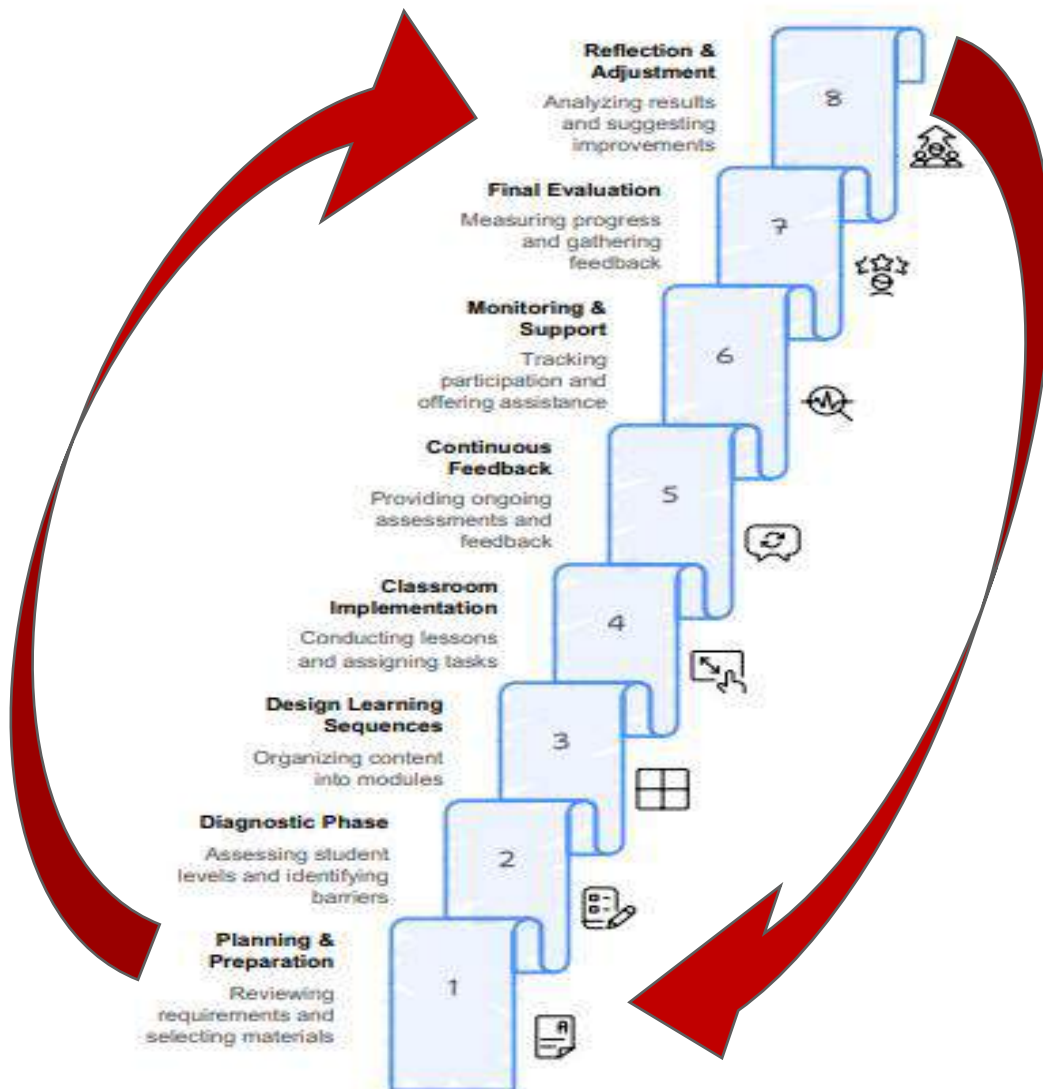 Reflection &
Adjustment
Analyzing results
and suggesting
improvements
8
Final Evaluation
Measuring progress
and gathering
feedback
7
Monitoring &
Support
Tracking
participation and
offering assistance
6
Continuous
Feedback
Providing ongoing
assessments and
feedback
5
Classroom
Implementation
Conducting lessons
and assigning tasks
4
Design Learning
Sequences
Organizing content
into modules
3
Diagnostic Phase
Assessing student
levels and identifying
barriers
2
Planning &
Preparation
Reviewing
requirements and
selecting materials
1
A